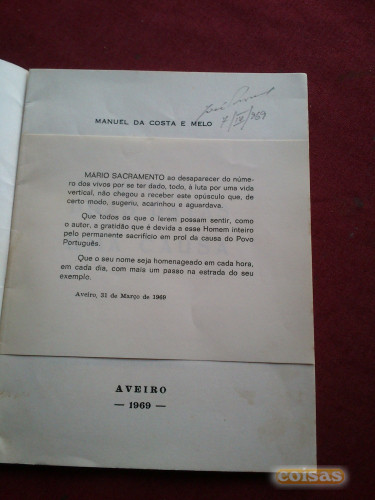 MANUEL DA COSTA E MELO
MARIO SACRAMENTO ao desaparecer do núme-
ro dos vivos por se ter dado, todo, à luta por uma vida
vertical, não chegou a receber este opúsculo que, de
certo modo, sugeriu, acarinhou e aguardava.
Que todos os que o lerem possam sentir, como
o autor, a gratidão que é devida a esse Homem inteiro
pelo permanente sacrifício em prol da causa do Povo
Português.
Que o seu nome seja homenageado em cada hora,
em cada dia, com mais um passo na estrada do seu
exemplo.
Aveiro, 31 de Março de 1969
AVEIRO
— 1969 —
coisas